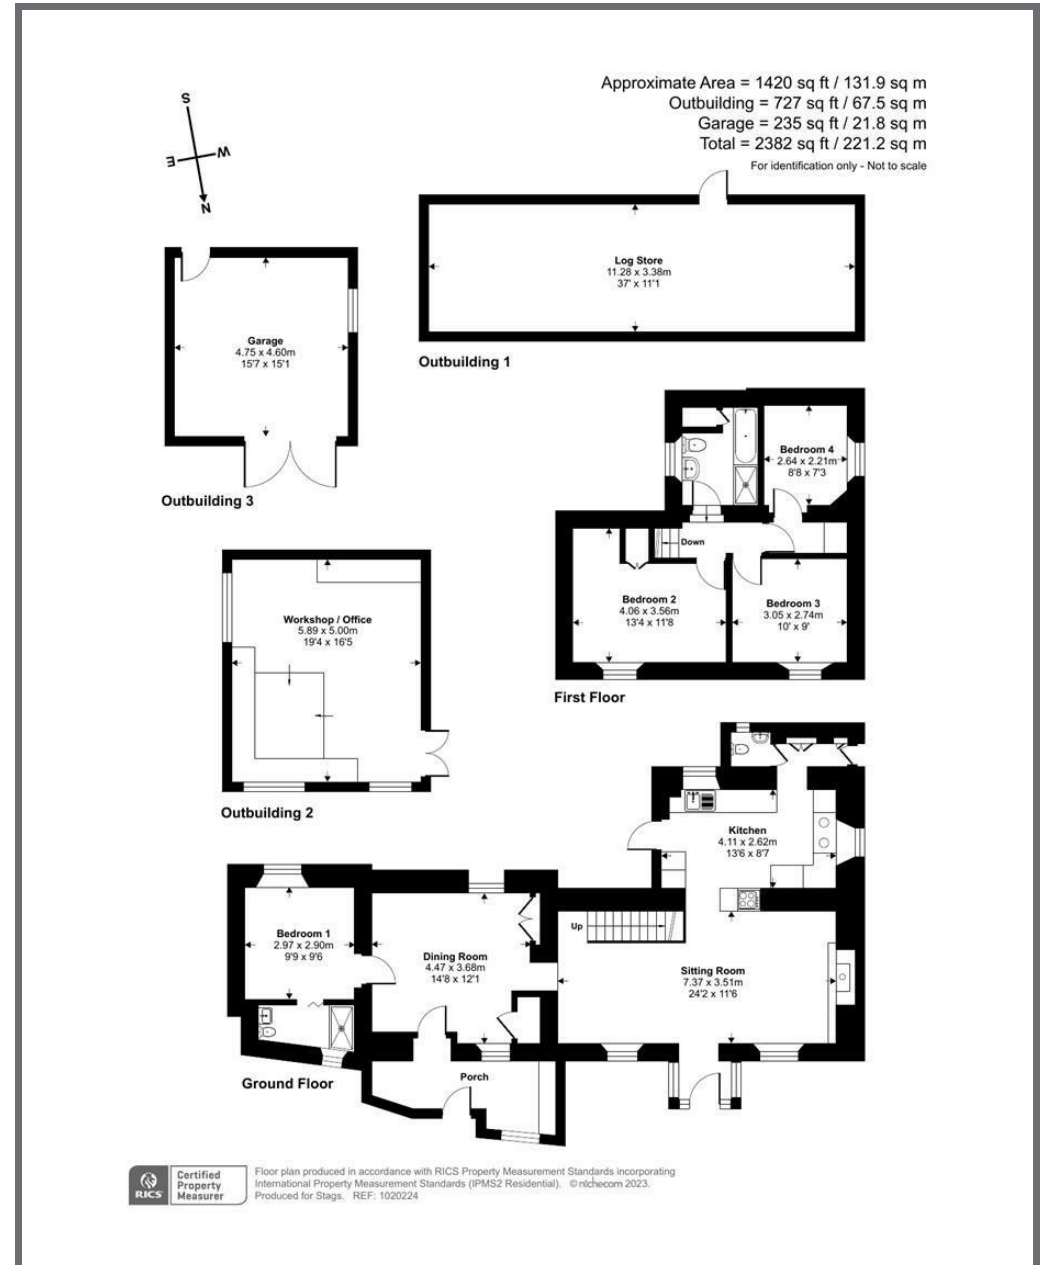 Approximate Area = 1420 sq ft / 131.9 sq m
Outbuilding = 727 sq ft / 67.5 sq m
Garage = 235 sq ft / 21.8 sq m
Total = 2382 sq ft / 221.2 sq m
For identification only - Not to scale
S
E
W
N
Log Store
11.28 x 3.38m
37' x 11'1
Outbuilding 1
Garage
4.75 x 4.60m
15'7 x 15'1
Outbuilding 3
Bedroom 4
2.64 x 2.21m
8'8 x 7'3
Down
Bedroom 2
4.06 x 3.56m
13'4 x 11'8
Bedroom 3
3.05 x 2.74m
10' x 9'
First Floor
Workshop / Office
5.89 x 5.00m
19'4 x 16'5
Outbuilding 2
Kitchen
4.11 x 2.62m
13'6 x 8'7
Up
Bedroom 1
2.97 x 2.90m
9'9 x 9'6
Dining Room
4.47 x 3.68m
14'8 x 12'1
Sitting Room
7.37 x 3.51m
24'2 x 11'6
Porch
Ground Floor
RICS
Certified
Property
Measurer
Floor plan produced in accordance with RICS Property Measurement Standards incorporating
International Property Measurement Standards (IPMS2 Residential). © nichecom 2023.
Produced for Stags. REF: 1020224